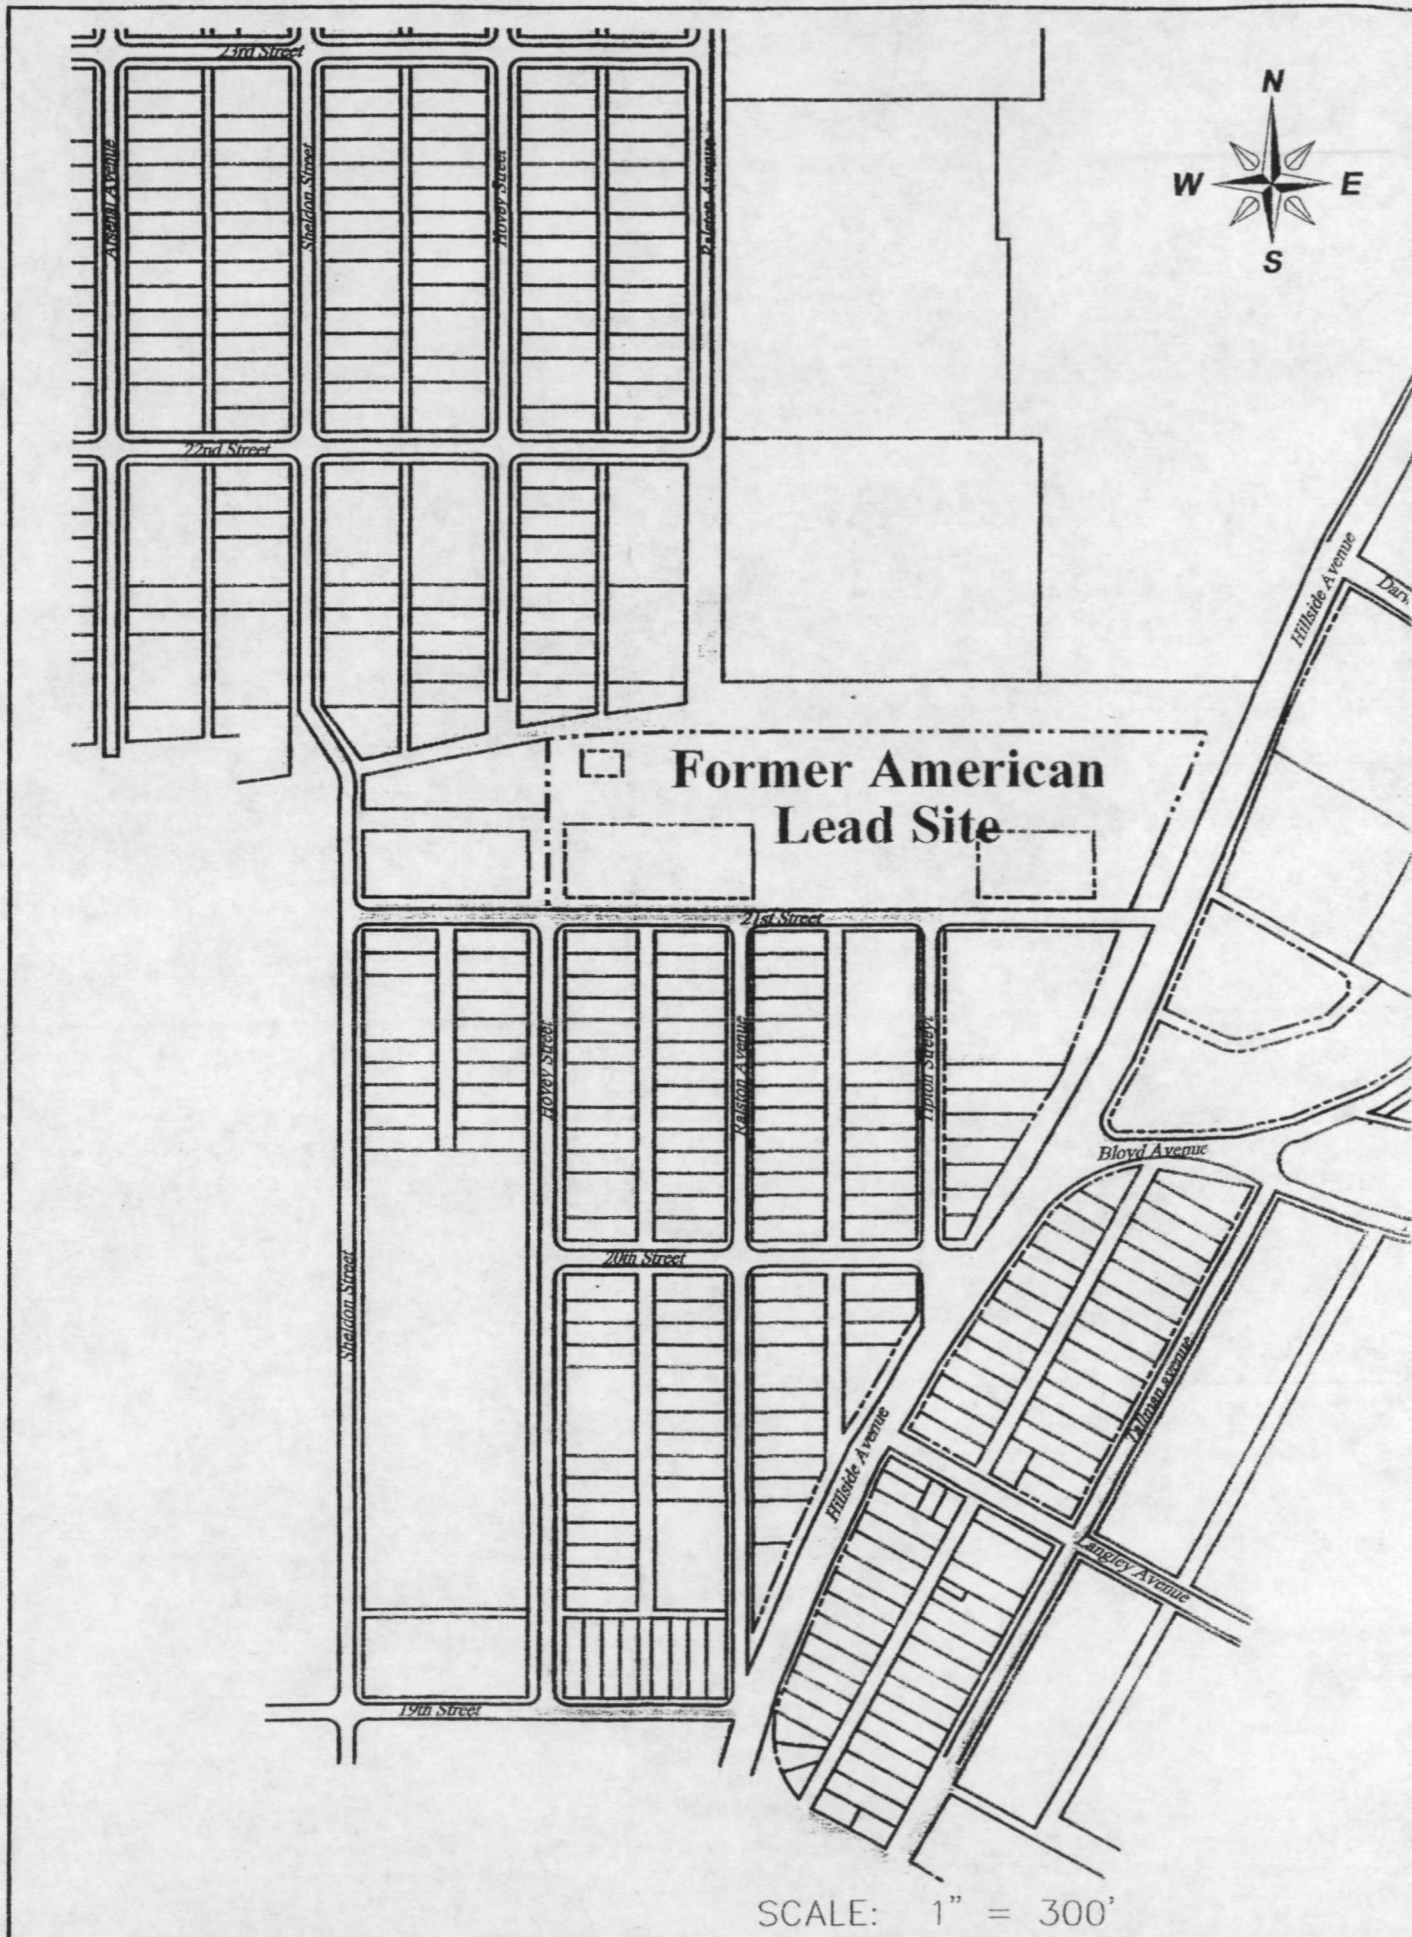 23rd Street
N
W
E
S
Arsenal Avenue
Sheldon Street
Hovey Street
Ralston Avenue
22nd Street
Hillside Avenue
Former American
Lead Site
21st Street
Hovey Street
Ralston Avenue
Tipton Streeyt
Bloyd Avenue
20th Street
Sheldon Street
Tallman avenue
Hillside Avenue
Langley Avenue
19th Street
SCALE: 1" = 300'